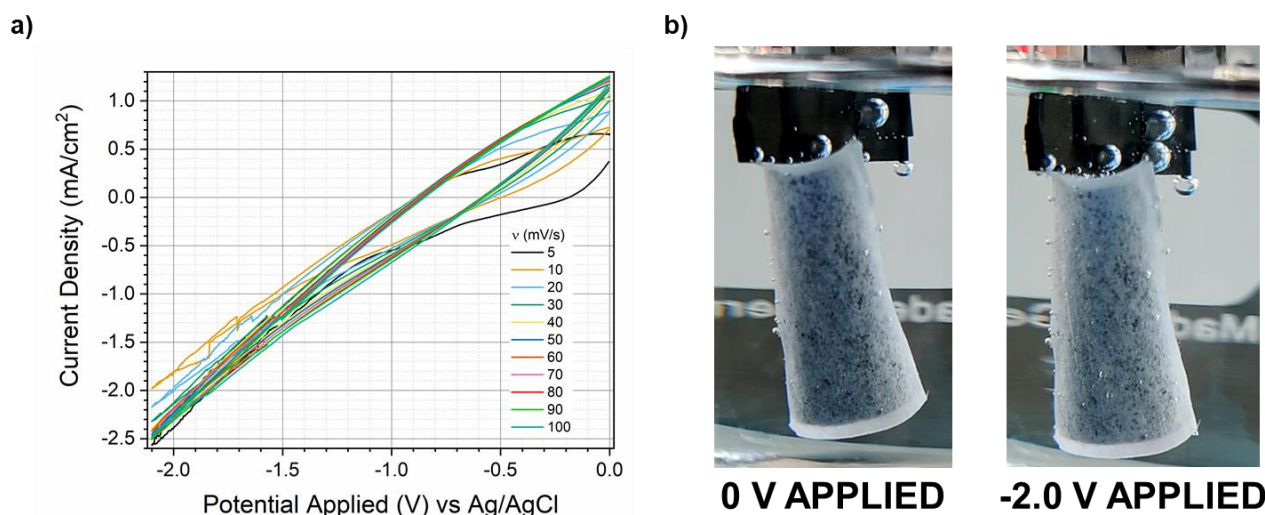 a)
b)
Current Density (mA/cm²)
1.0
0.5
0.0
-0.5
-1.0
-1.5
-2.0
-2.5
ν (mV/s)
5
10
20
30
40
50
60
70
80
90
100
-2.0 -1.5 -1.0 -0.5 0.0
Potential Applied (V) vs Ag/AgCl
0 V APPLIED
-2.0 V APPLIED